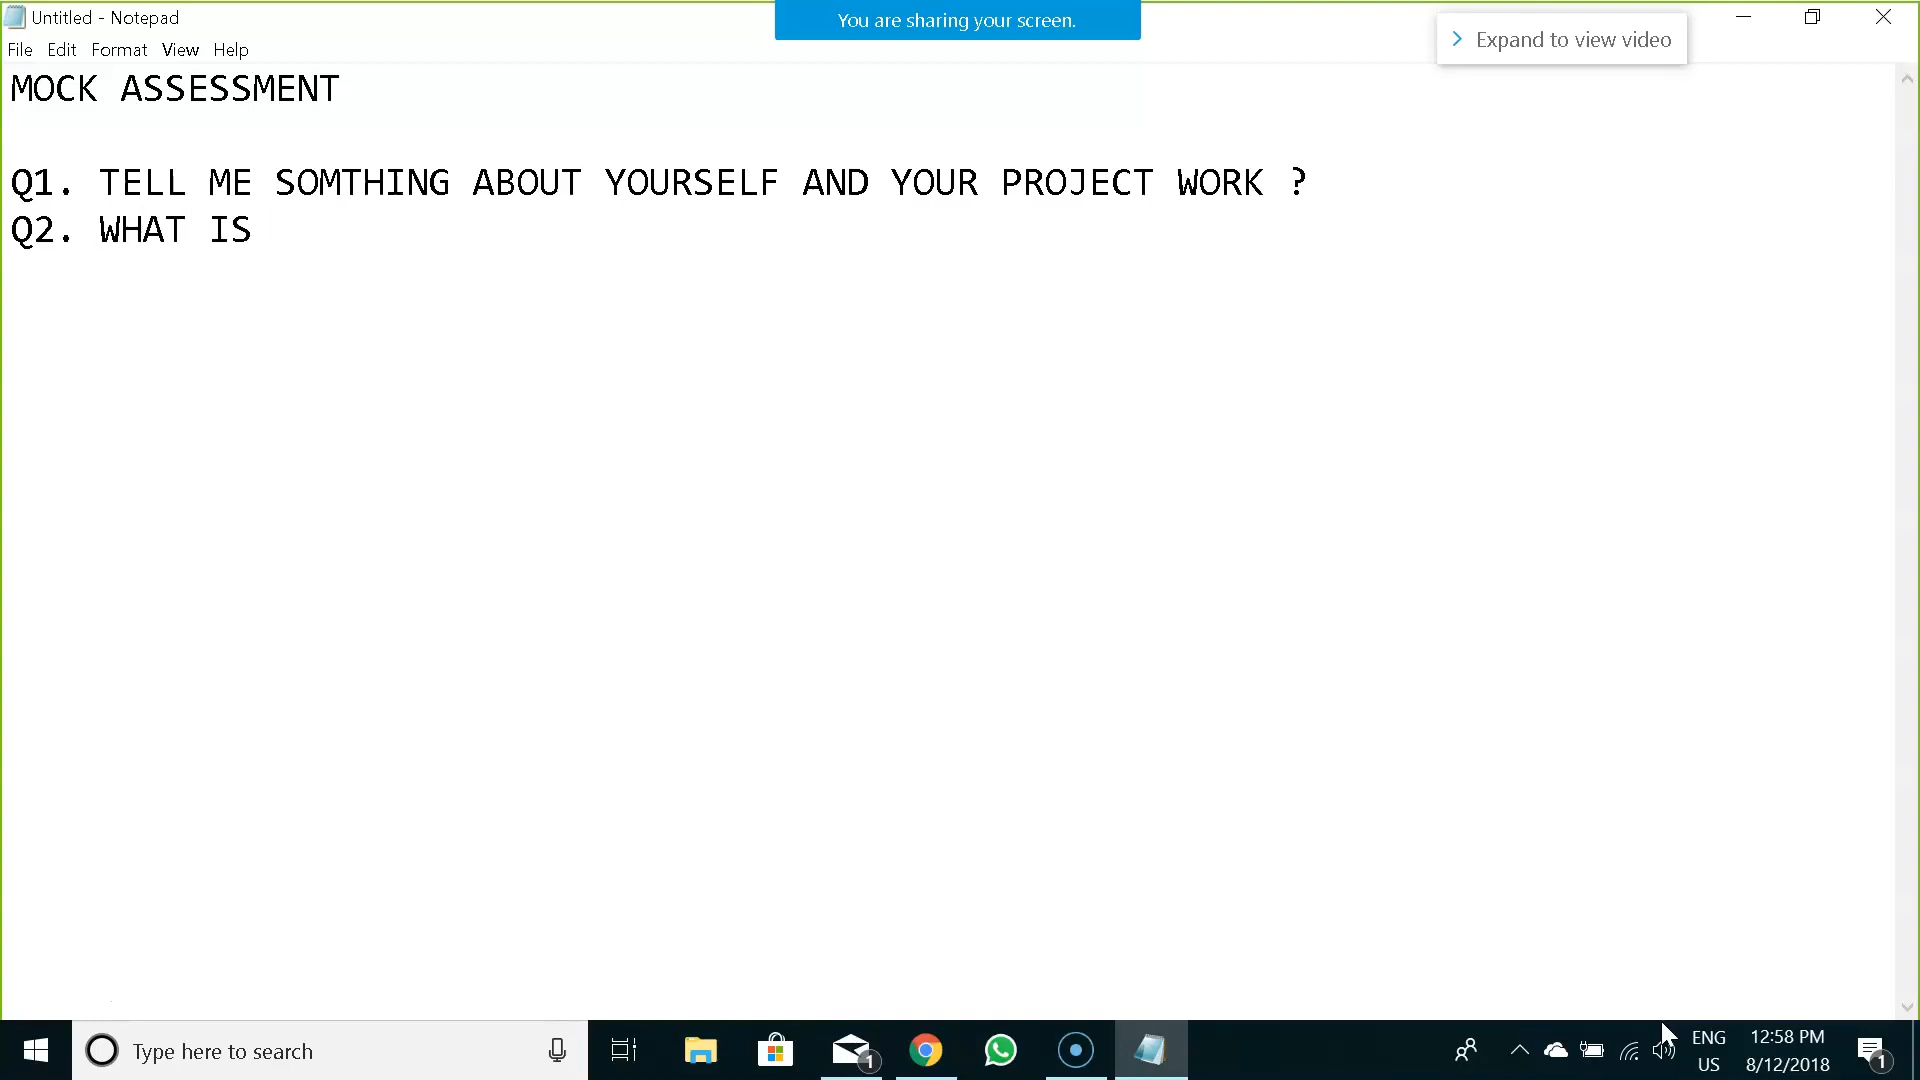 Untitled - Notepad
You are sharing your screen.
Expand to view video
File Edit Format View Help
MOCK ASSESSMENT
Q1. TELL ME SOMTHING ABOUT YOURSELF AND YOUR PROJECT WORK ?
Q2. WHAT IS
Type here to search
1
ENG
US
12:58 PM
8/12/2018
1